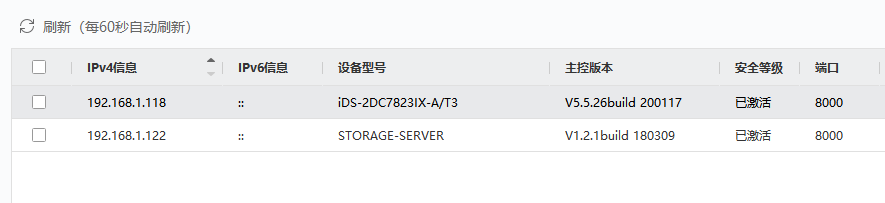 刷新（每60秒自动刷新）
IPv4信息 IPv6信息 设备型号 主控版本 安全等级 端口
192.168.1.118 :: iDS-2DC7823IX-A/T3 V5.5.26build 200117 已激活 8000
192.168.1.122 :: STORAGE-SERVER V1.2.1build 180309 已激活 8000